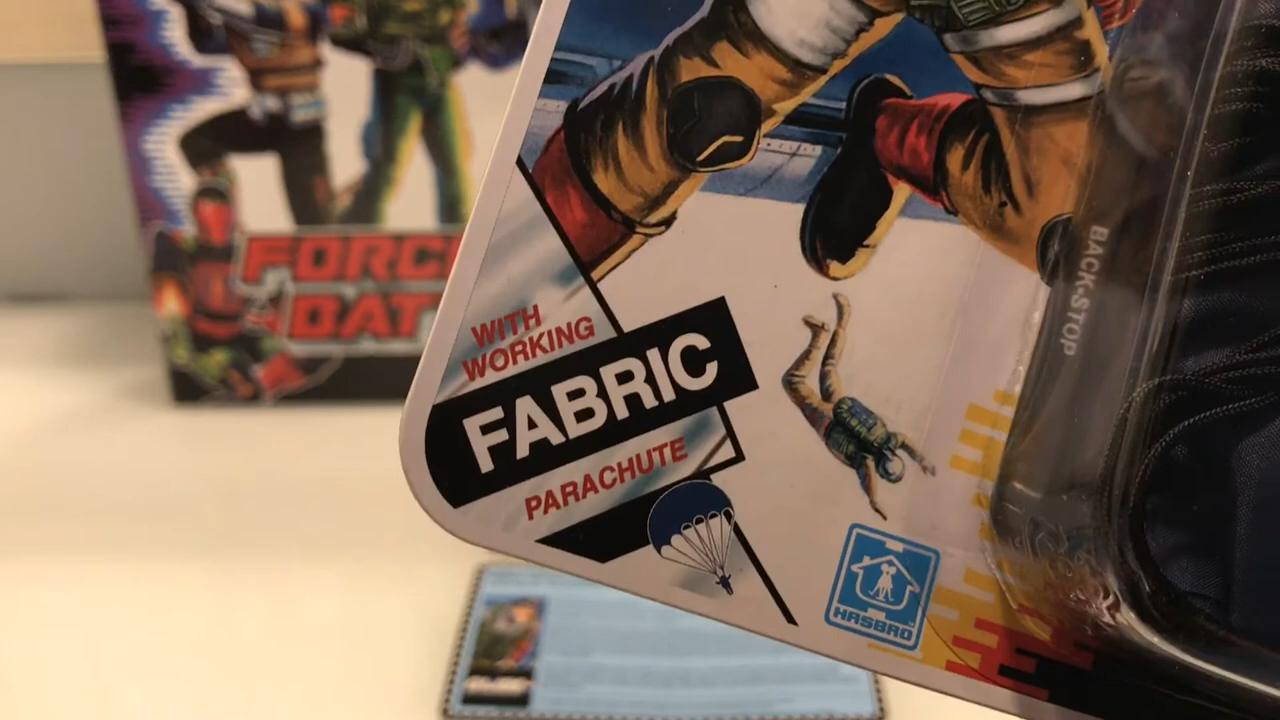 FORC
BAT
WITH
WORKING
FABRIC
PARACHUTE
BACK-STOP
HASBRO